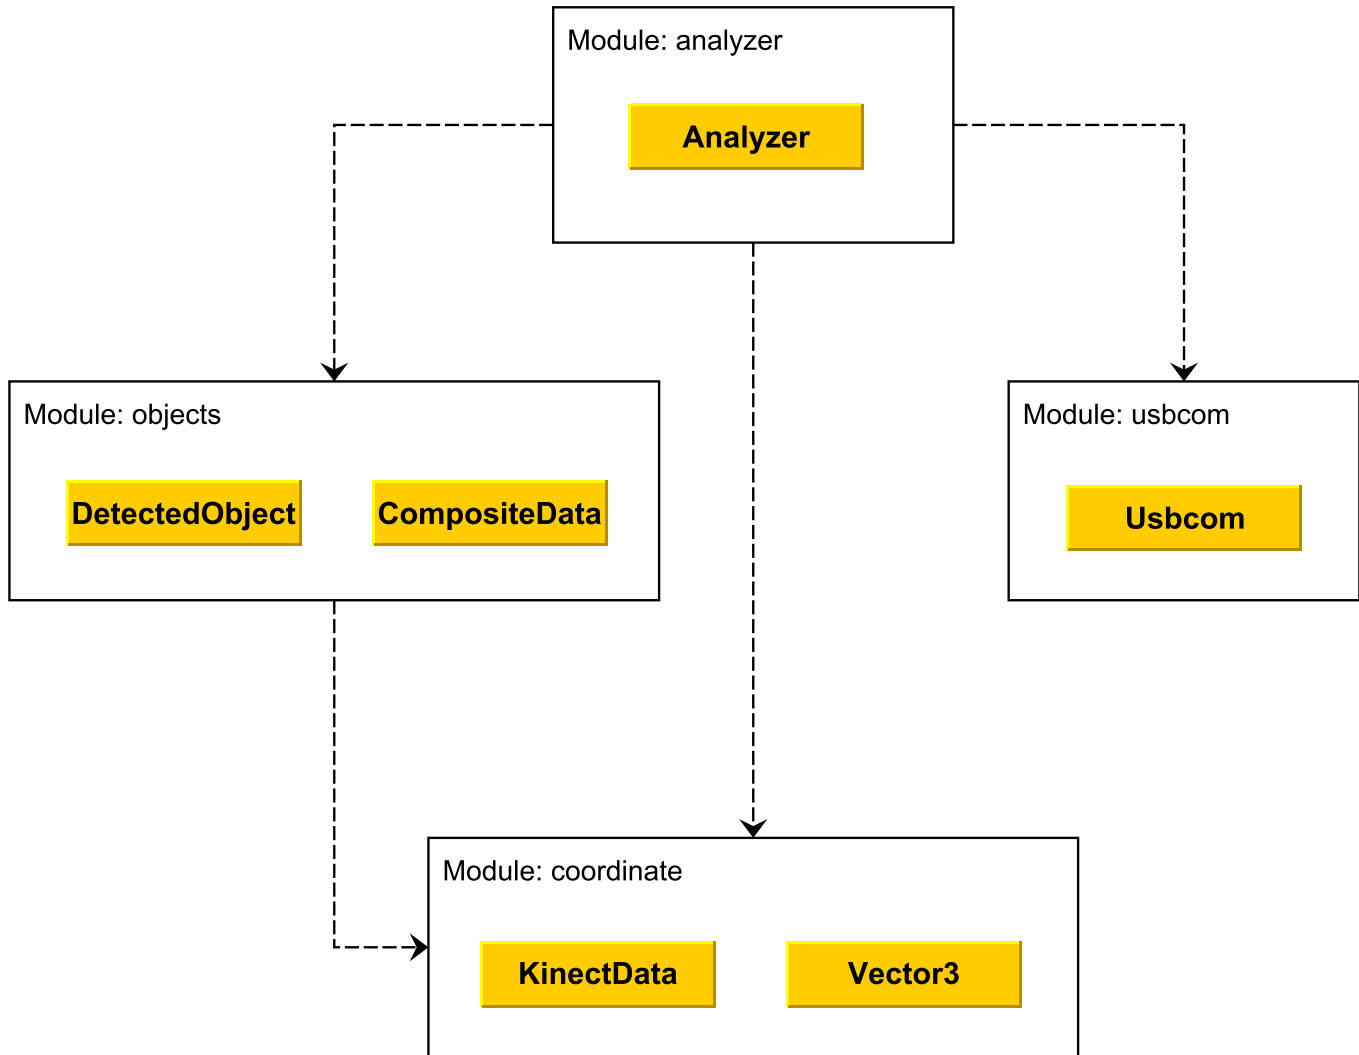 Module: analyzer
Analyzer
Module: objects
DetectedObject
CompositeData
Module: usbcom
Usbcom
Module: coordinate
KinectData
Vector3